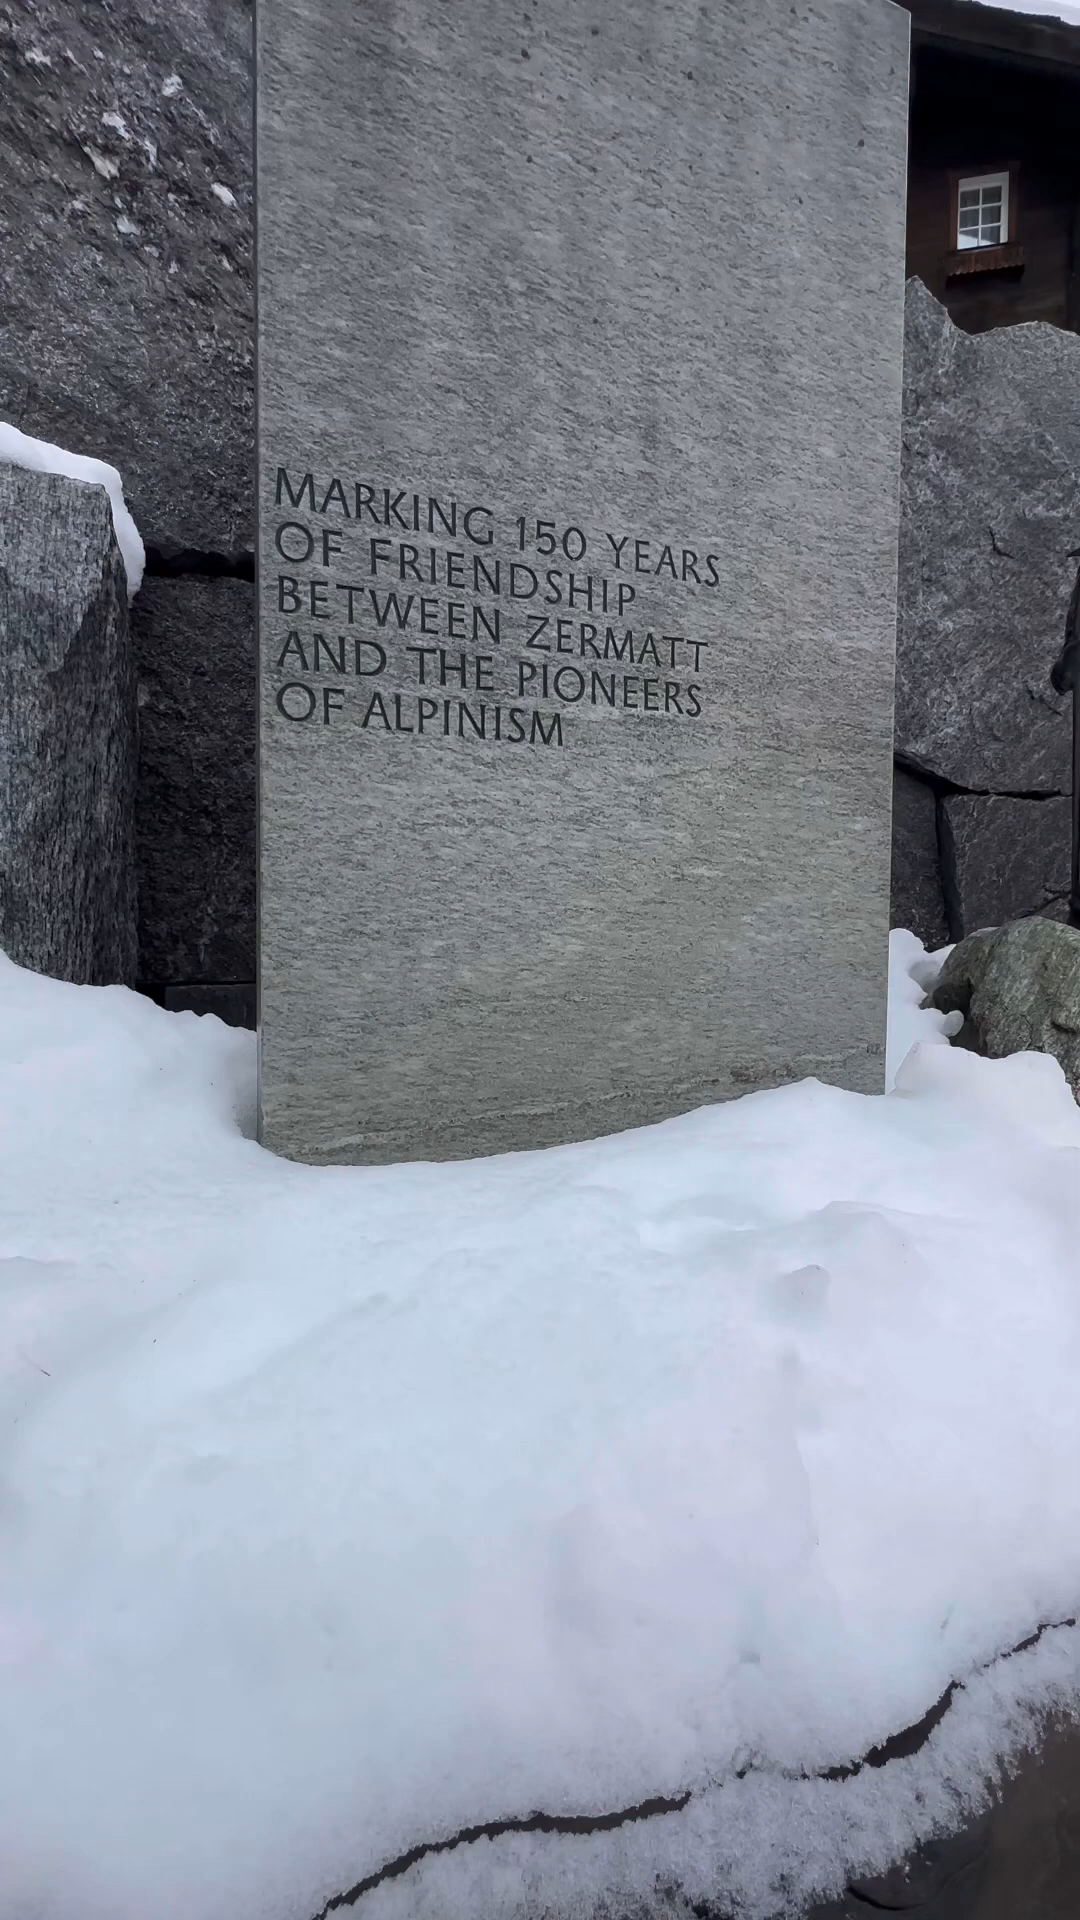 MARKING 150 YEARS
OF FRIENDSHIP
BETWEEN ZERMATT
AND THE PIONEERS
OF ALPINISM